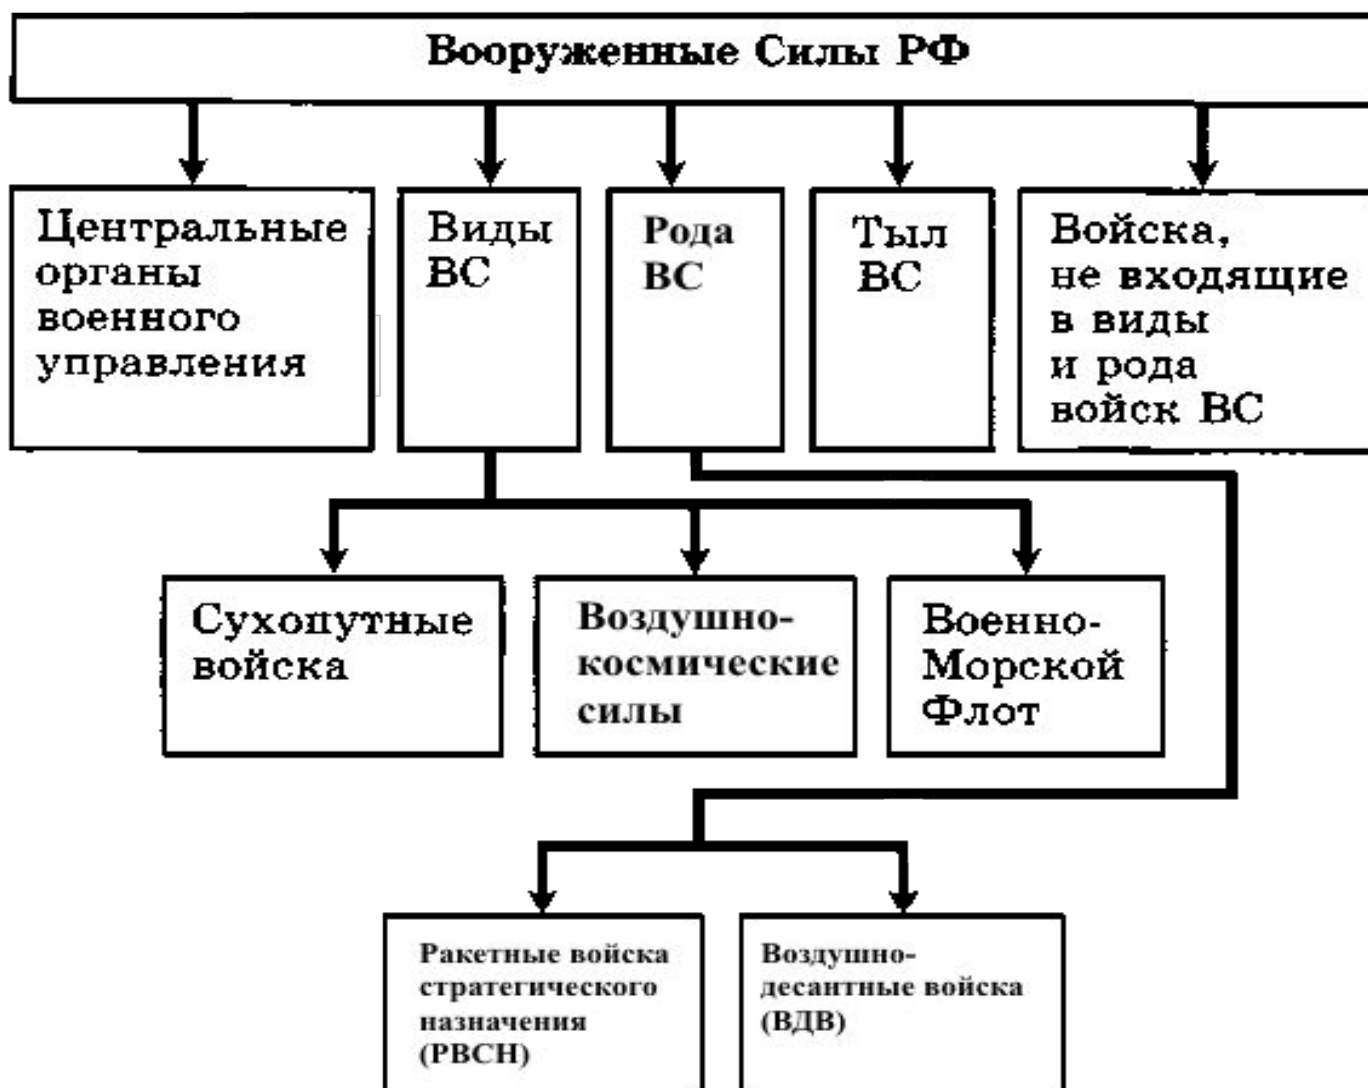 Вооруженные Силы РФ
Центральные
органы
военного
управления
Виды
ВС
Рода
ВС
Тыл
ВС
Войска,
не входящие
в виды
и рода
войск ВС
Сухопутные
войска
Воздушно-
космические
силы
Военно-
Морской
Флот
Ракетные войска
стратегического
назначения
(РВСН)
Воздушно-
десантные войска
(ВДВ)